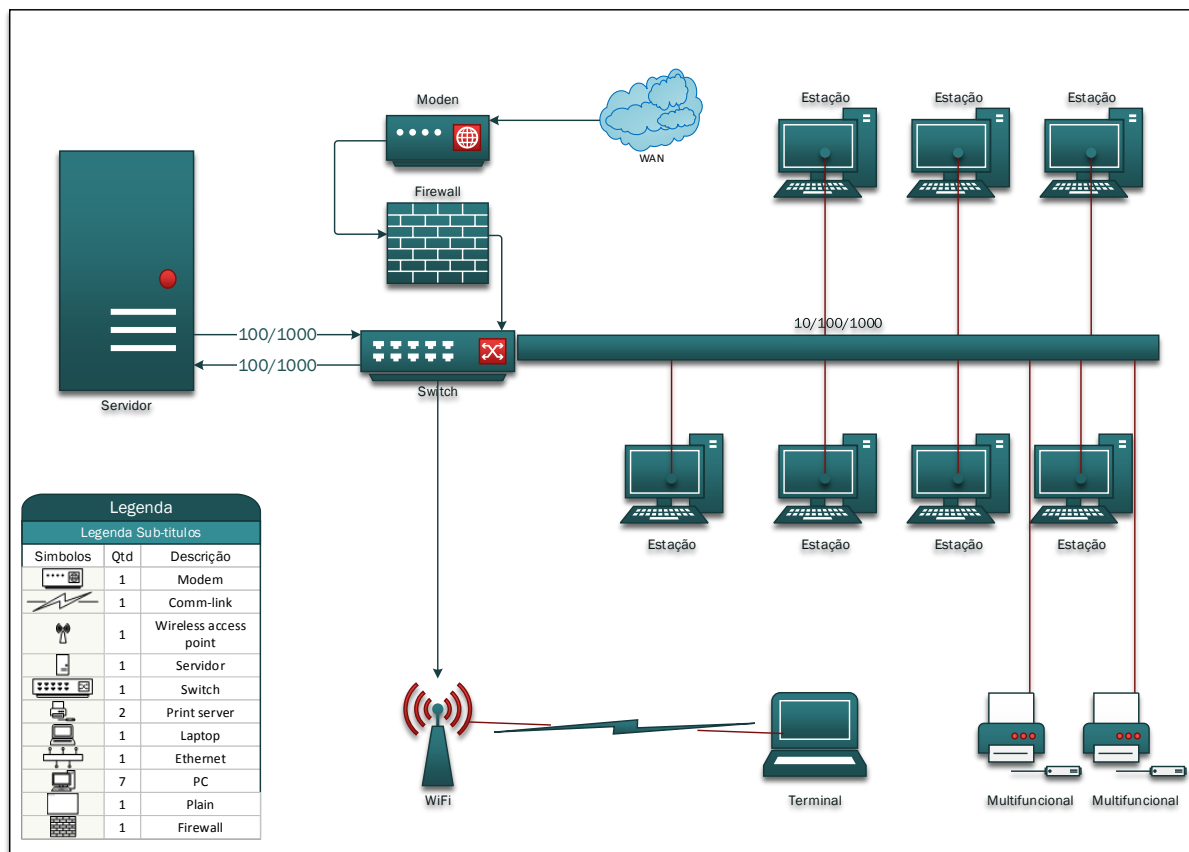 Moden
WAN
Firewall
Estação
Estação
Estação
100/1000
100/1000
10/100/1000
Switch
Servidor
Estação
Estação
Estação
Estação
WiFi
Terminal
Multifuncional
Multifuncional
Legenda
Legenda Sub-titulos
Simbolos Qtd Descrição
1 Modem
1 Comm-link
1 Wireless access
point
1 Servidor
1 Switch
2 Print server
1 Laptop
1 Ethernet
7 PC
1 Plain
1 Firewall